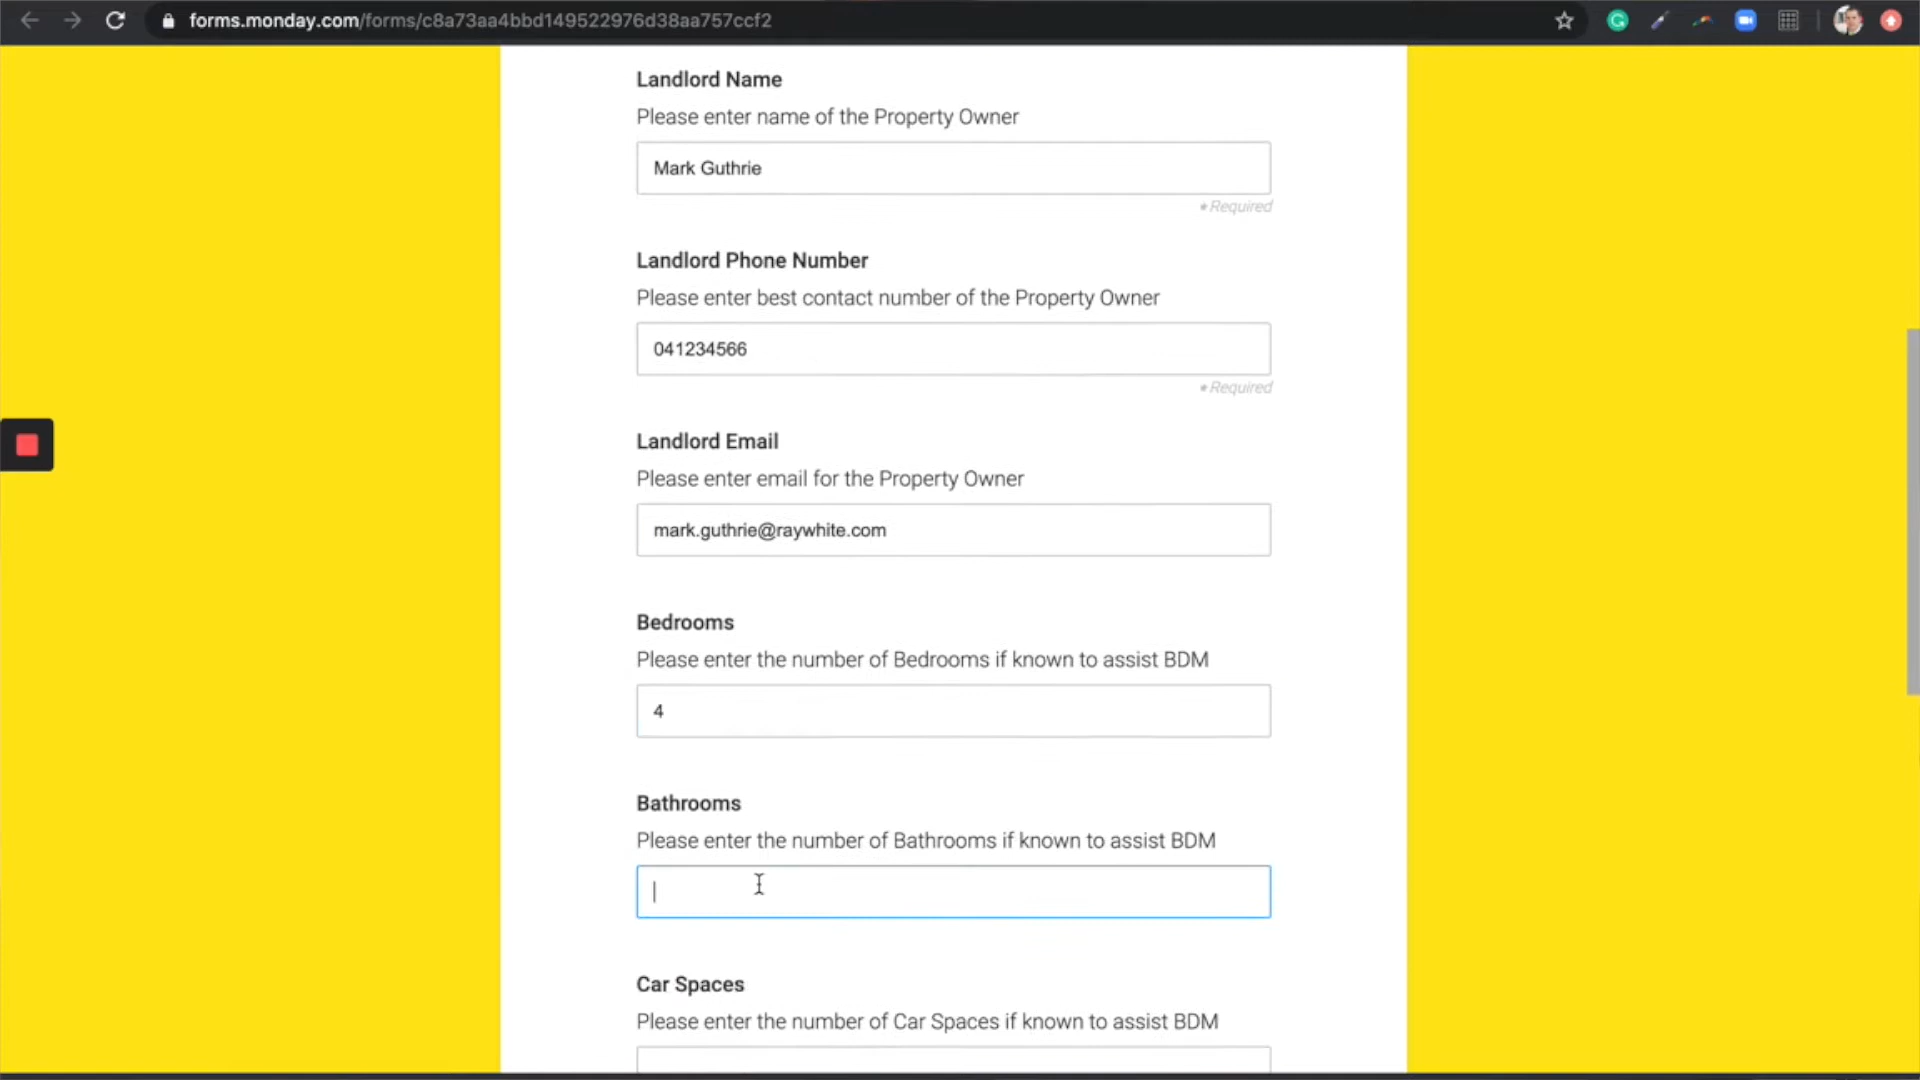 forms.monday.com/forms/c8a73aa4bbd149522976d38aa757ccf2
Landlord Name
Please enter name of the Property Owner
Mark Guthrie
* Required
Landlord Phone Number
Please enter best contact number of the Property Owner
041234566
* Required
Landlord Email
Please enter email for the Property Owner
mark.guthrie@raywhite.com
Bedrooms
Please enter the number of Bedrooms if known to assist BDM
4
Bathrooms
Please enter the number of Bathrooms if known to assist BDM
Car Spaces
Please enter the number of Car Spaces if known to assist BDM